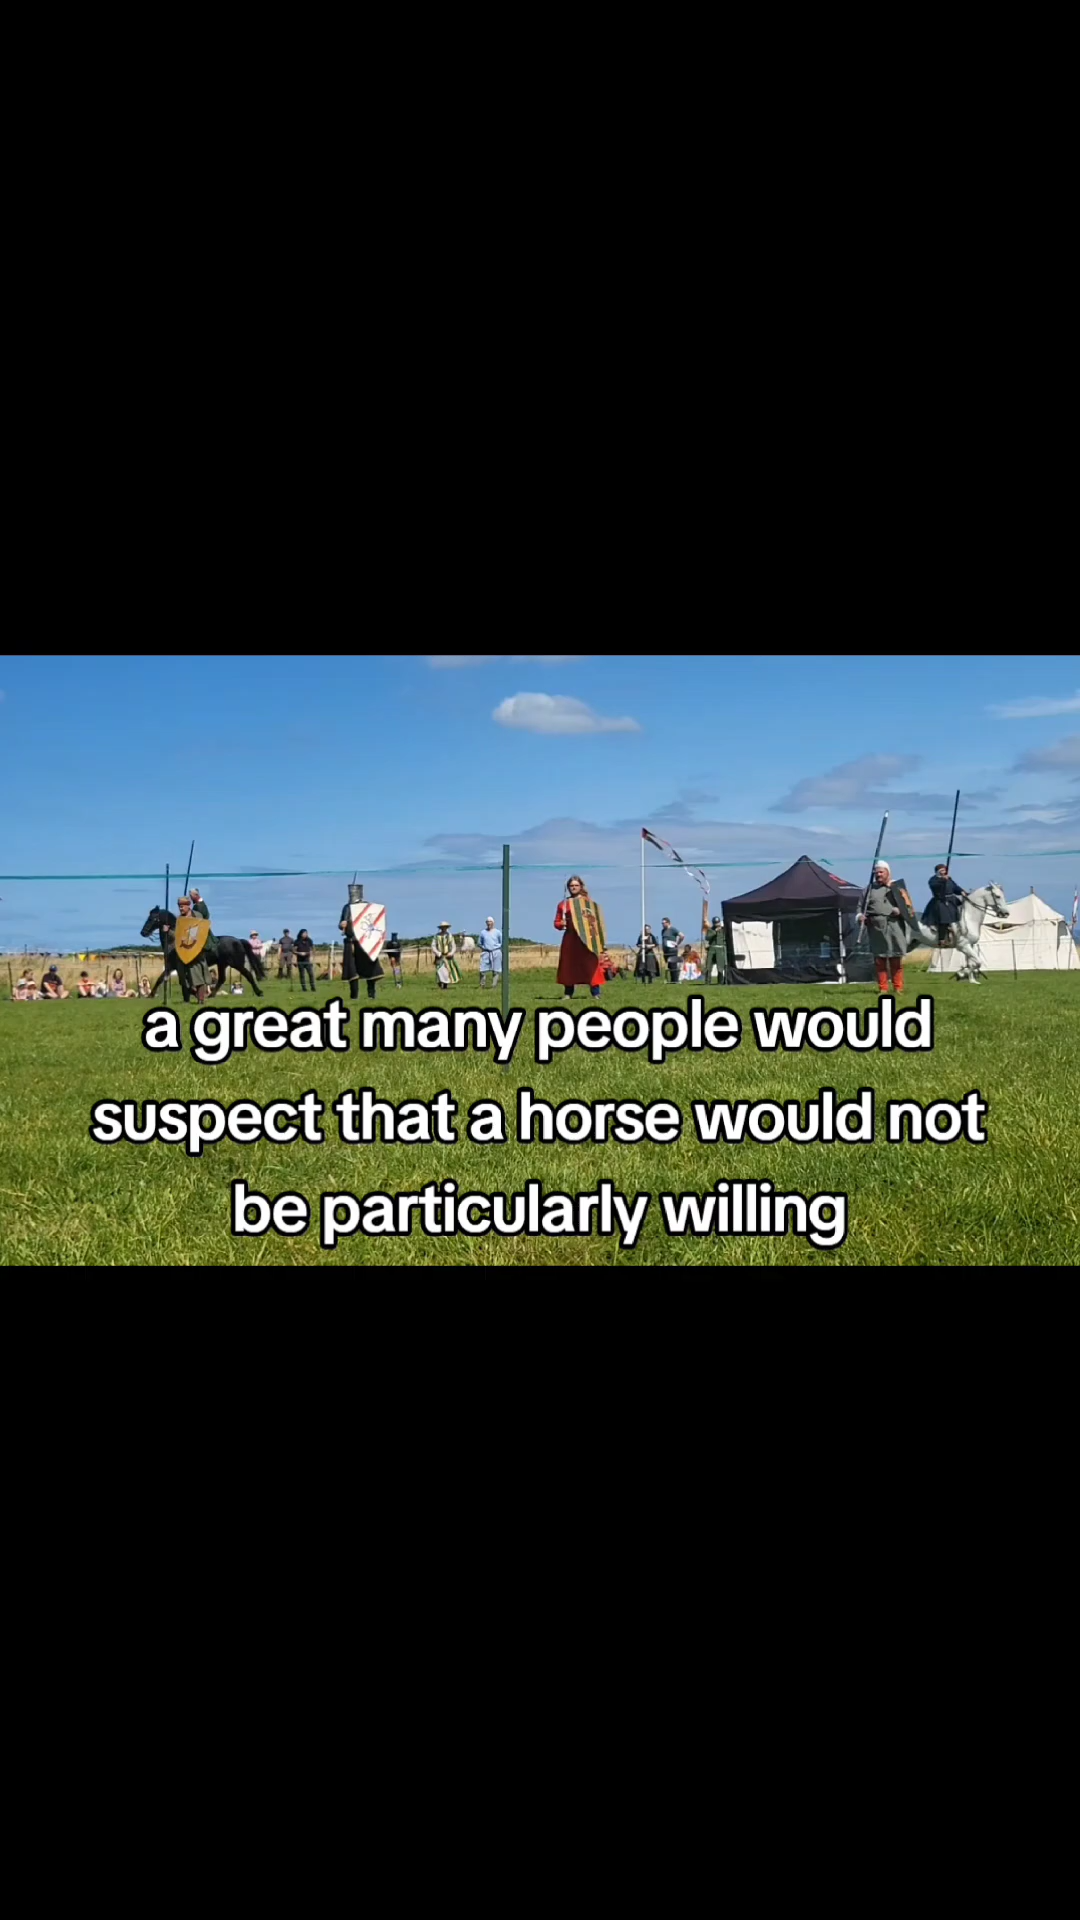 a great many people would
suspect that a horse would not
be particularly willing